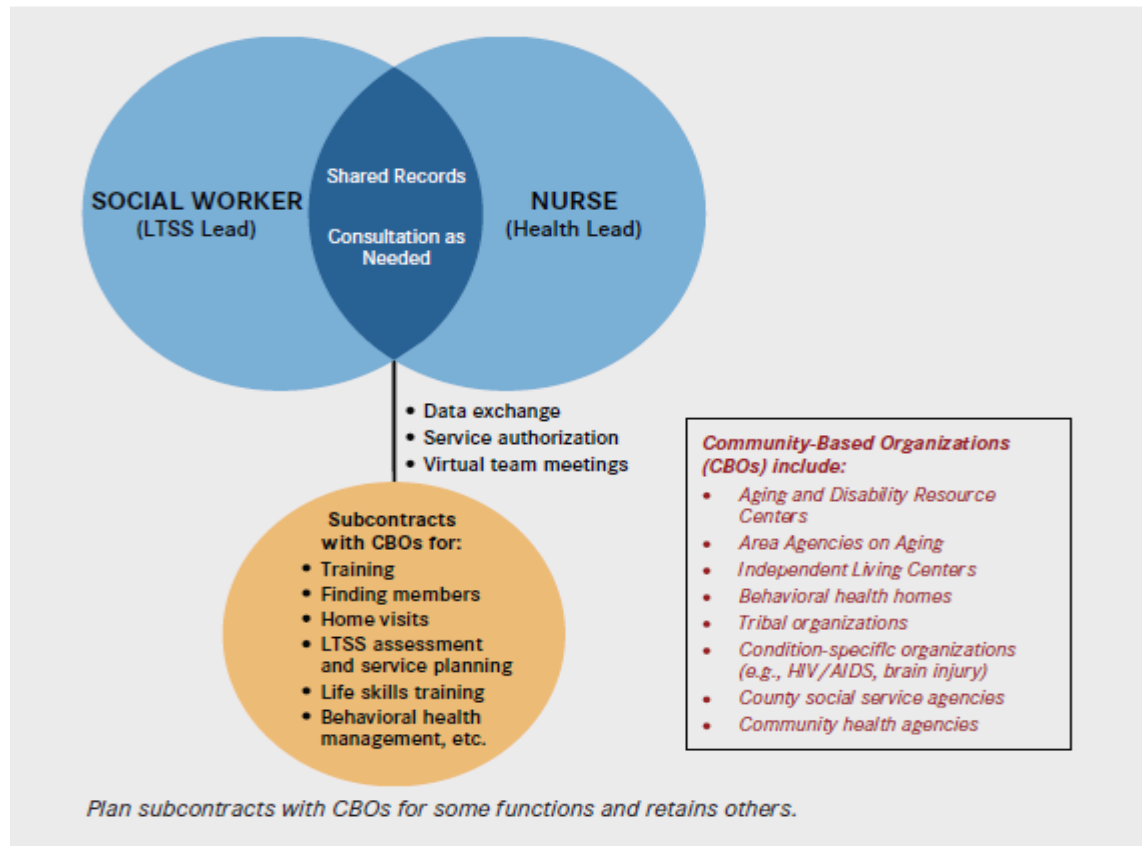 SOCIAL WORKER
(LTSS Lead)
Shared Records
Consultation as
Needed
NURSE
(Health Lead)
• Data exchange
• Service authorization
• Virtual team meetings
Subcontracts
with CBOs for:
• Training
• Finding members
• Home visits
• LTSS assessment
and service planning
• Life skills training
• Behavioral health
management, etc.
Community-Based Organizations
(CBOs) include:
• Aging and Disability Resource
Centers
• Area Agencies on Aging
• Independent Living Centers
• Behavioral health homes
• Tribal organizations
• Condition-specific organizations
(e.g., HIV/AIDS, brain injury)
• County social service agencies
• Community health agencies
Plan subcontracts with CBOs for some functions and retains others.